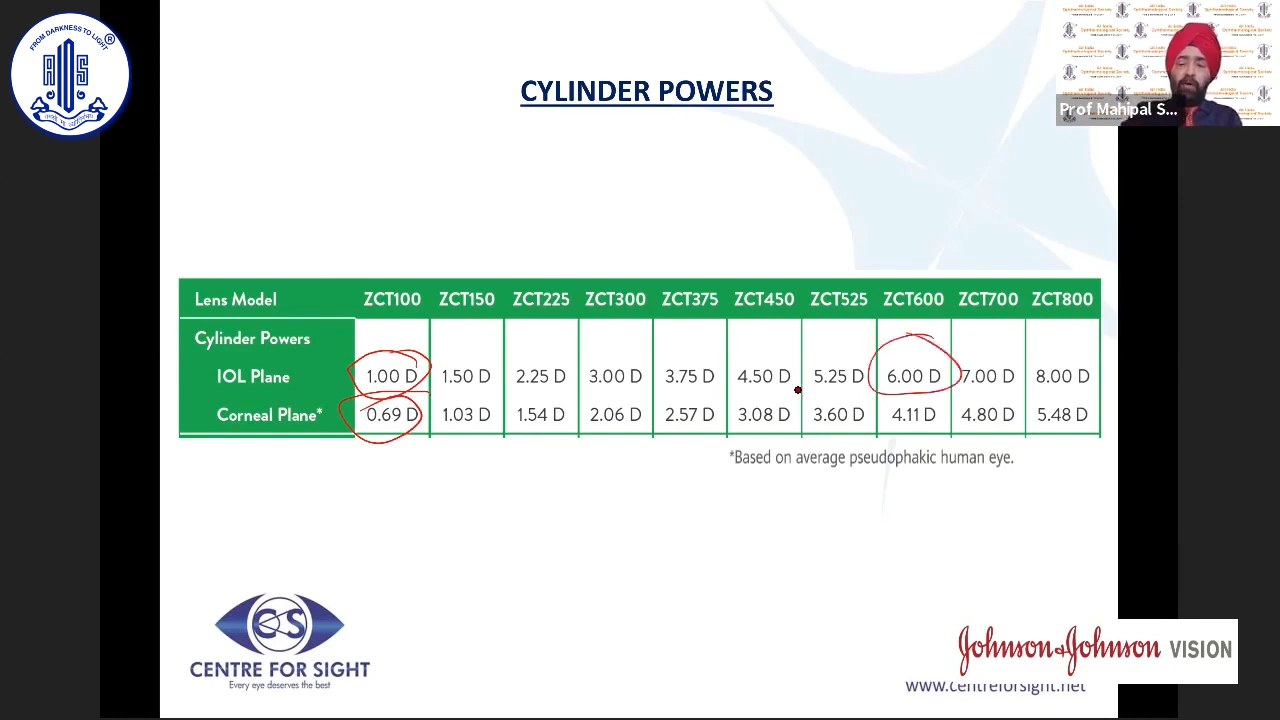 FROM DARKNESS TO LIGHT
®
AIOS
CYLINDER POWERS
Prof Mahipal S...
Lens Model ZCT100 ZCT150 ZCT225 ZCT300 ZCT375 ZCT450 ZCT525 ZCT600 ZCT700 ZCT800
Cylinder Powers
IOL Plane 1.00 D 1.50 D 2.25 D 3.00 D 3.75 D 4.50 D 5.25 D 6.00 D 7.00 D 8.00 D
Corneal Plane* 0.69 D 1.03 D 1.54 D 2.06 D 2.57 D 3.08 D 3.60 D 4.11 D 4.80 D 5.48 D
*Based on average pseudophakic human eye.
CFS
CENTRE FOR SIGHT
Every eye deserves the best
Johnson & Johnson VISION
www.centreforsight.net